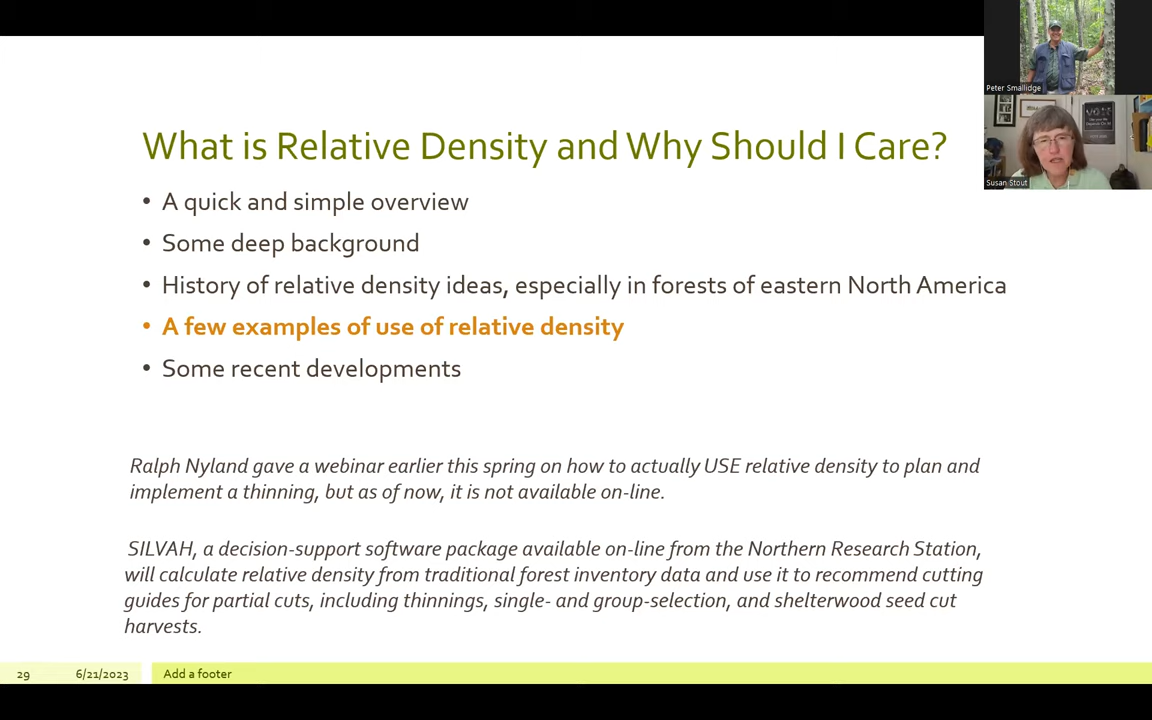 Peter Smallidge
Susan Stout
What is Relative Density and Why Should I Care?
• A quick and simple overview
• Some deep background
• History of relative density ideas, especially in forests of eastern North America
• A few examples of use of relative density
• Some recent developments
Ralph Nyland gave a webinar earlier this spring on how to actually USE relative density to plan and
implement a thinning, but as of now, it is not available on-line.
SILVAH, a decision-support software package available on-line from the Northern Research Station,
will calculate relative density from traditional forest inventory data and use it to recommend cutting
guides for partial cuts, including thinnings, single- and group-selection, and shelterwood seed cut
harvests.
29 6/21/2023 Add a footer